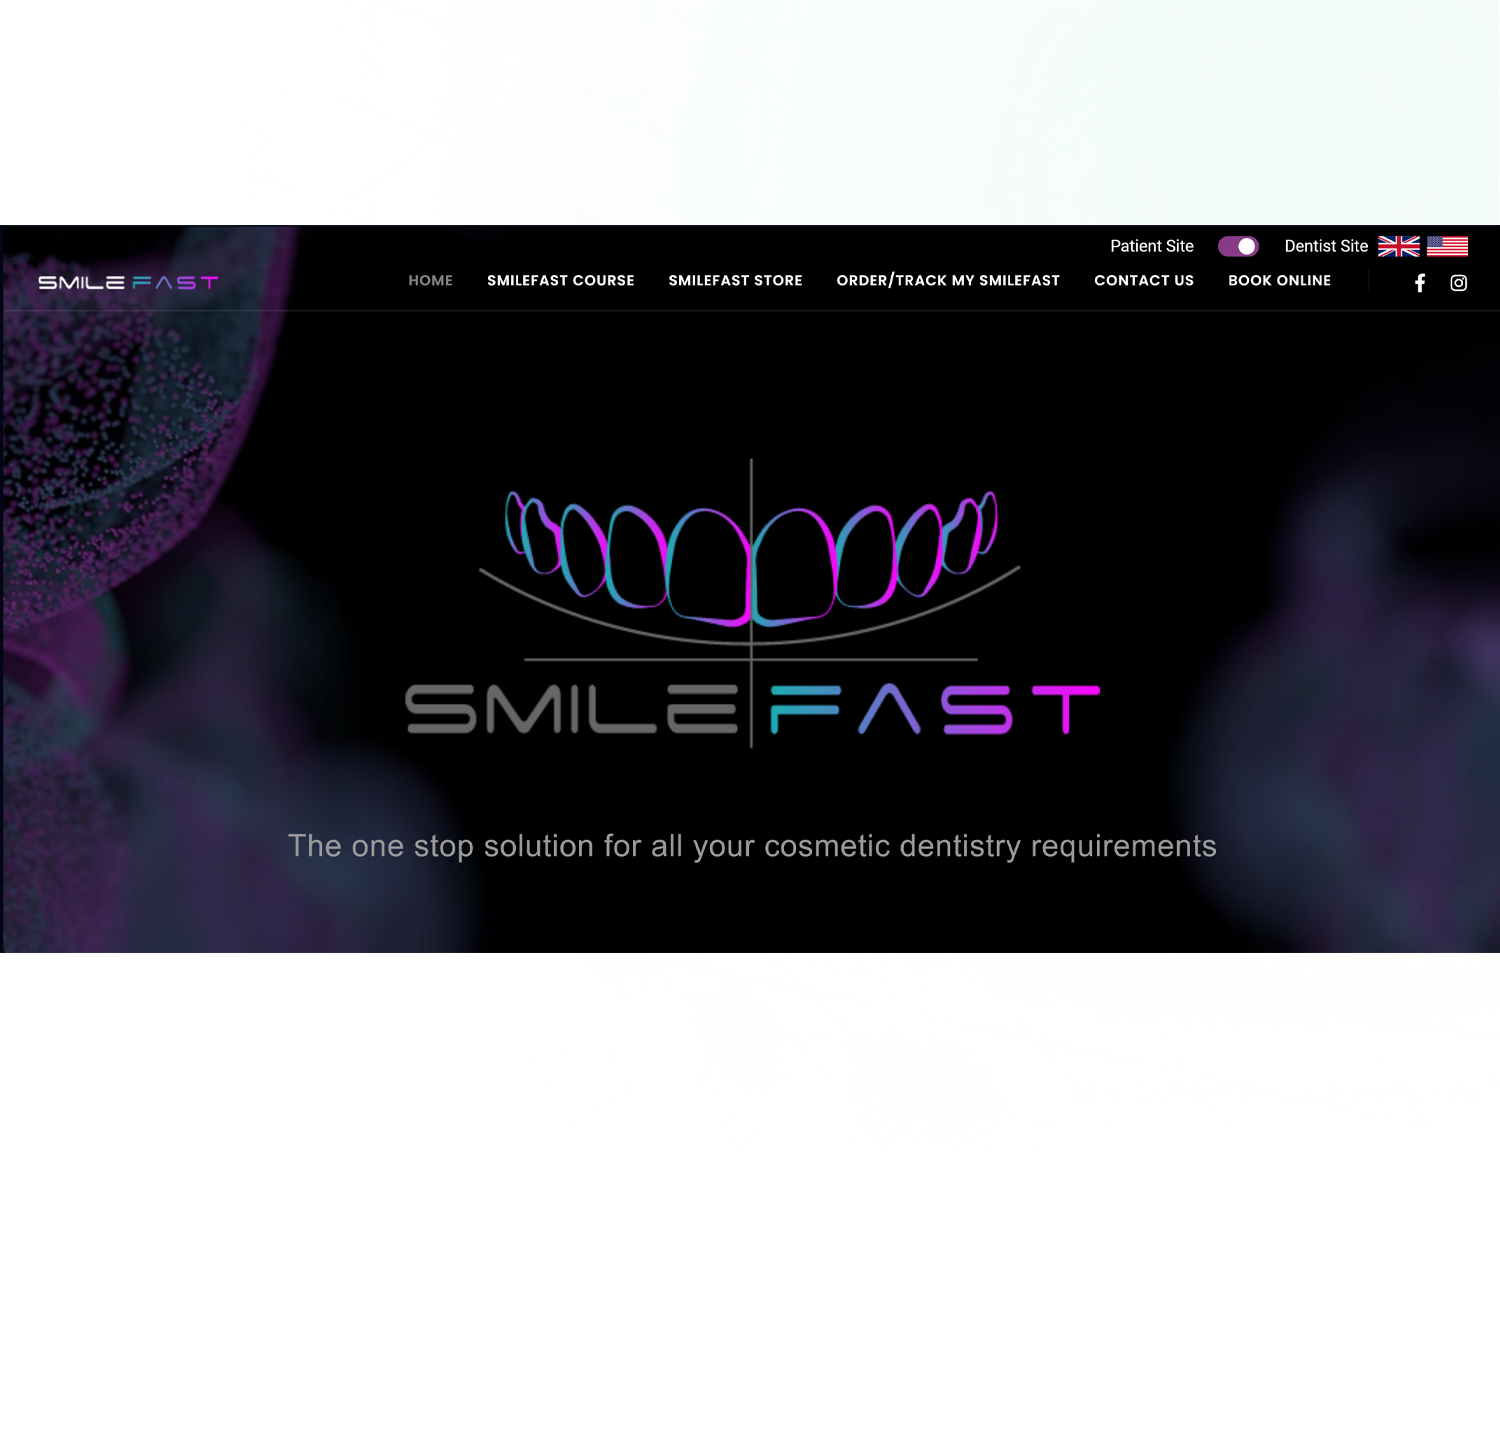 Patient Site Dentist Site
SMILE FAST HOME SMILEFAST COURSE SMILEFAST STORE ORDER/TRACK MY SMILEFAST CONTACT US BOOK ONLINE
SMILE FAST
The one stop solution for all your cosmetic dentistry requirements